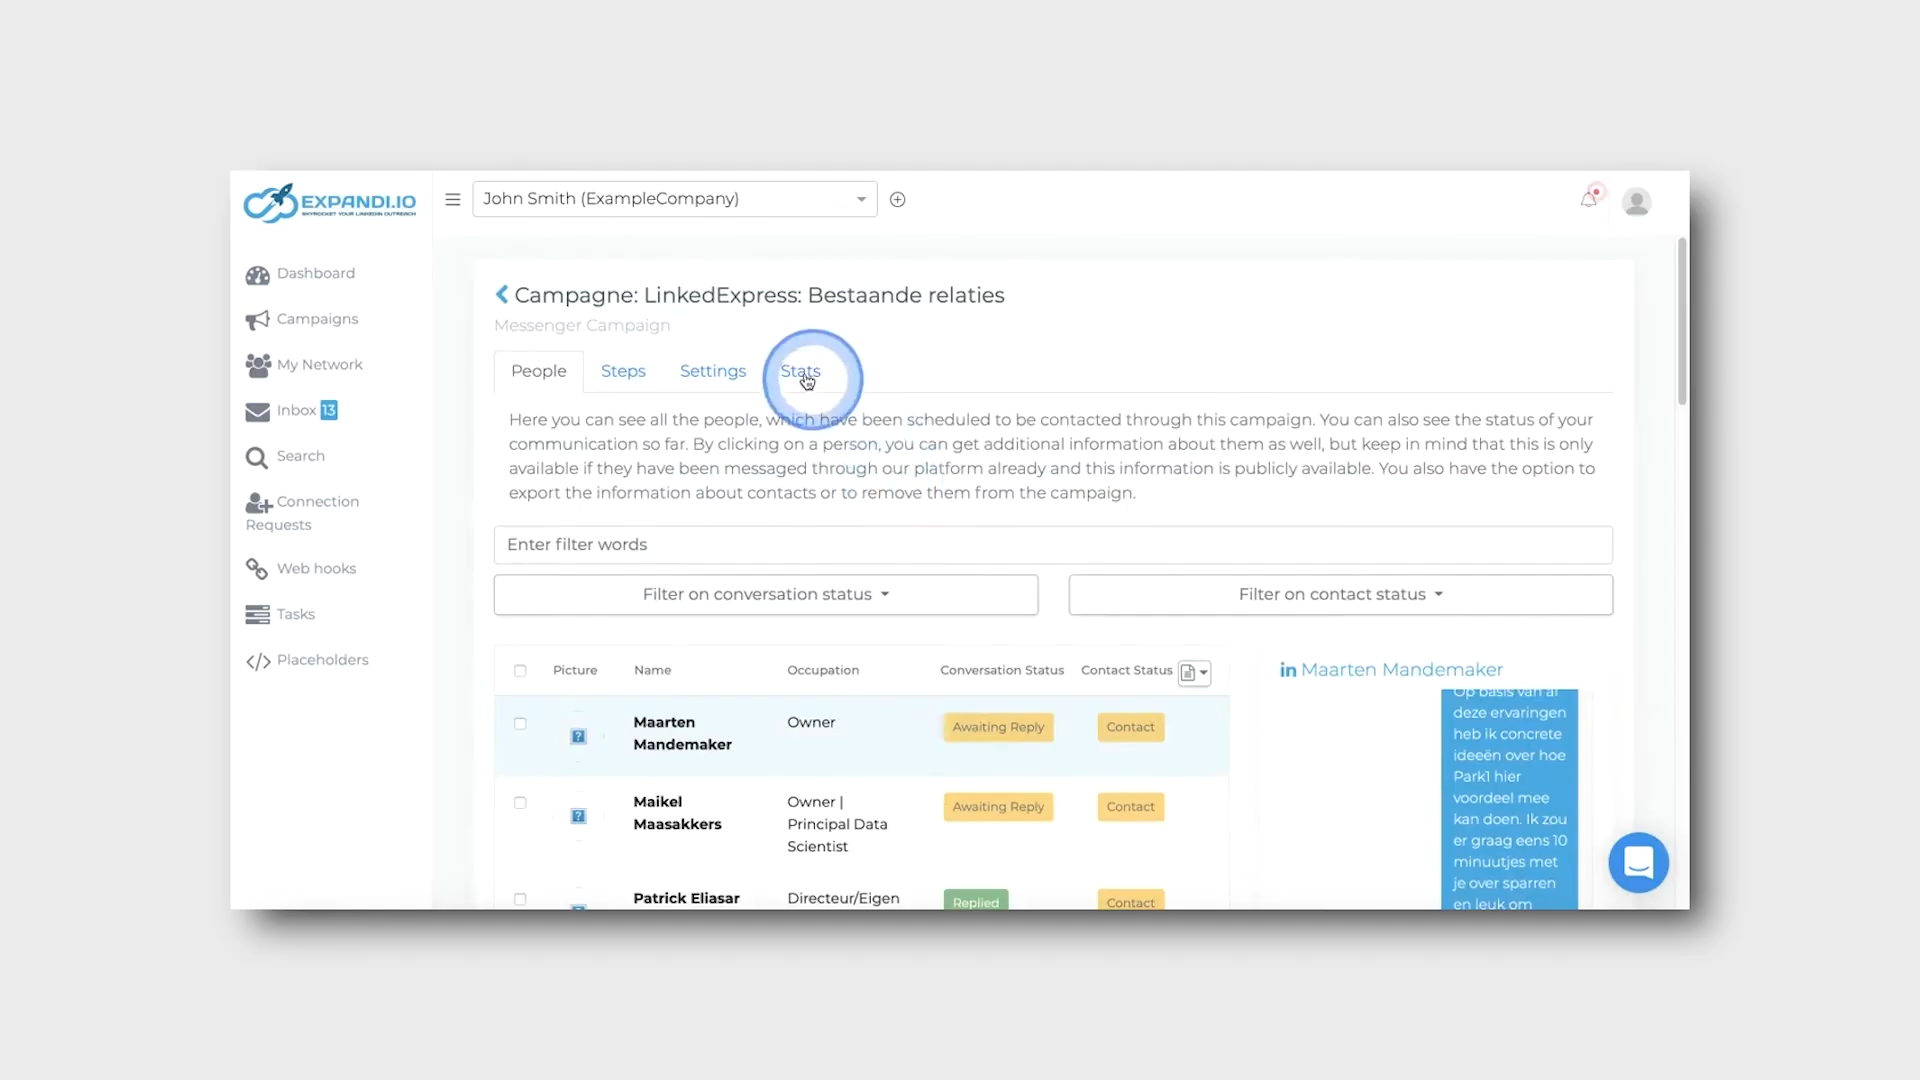 EXPANDI.IO
SKYROCKET YOUR LINKEDIN OUTREACH
John Smith (ExampleCompany)
Dashboard
Campaigns
My Network
Inbox 13
Search
Connection
Requests
Web hooks
Tasks
Placeholders
Campagne: LinkedExpress: Bestaande relaties
Messenger Campaign
People Steps Settings Stats
Here you can see all the people, which have been scheduled to be contacted through this campaign. You can also see the status of your
communication so far. By clicking on a person, you can get additional information about them as well, but keep in mind that this is only
available if they have been messaged through our platform already and this information is publicly available. You also have the option to
export the information about contacts or to remove them from the campaign.
Enter filter words
Filter on conversation status
Filter on contact status
Picture Name Occupation Conversation Status Contact Status
Maarten
Mandemaker
Owner
Awaiting Reply
Contact
Maikel
Maasakkers
Owner |
Principal Data
Scientist
Awaiting Reply
Contact
Patrick Eliasar
Directeur/Eigen
Replied
Contact
in Maarten Mandemaker
Op basis van al
deze ervaringen
heb ik concrete
ideeën over hoe
Park1 hier
voordeel mee
kan doen. Ik zou
er graag eens 10
minuutjes met
je over sparren
en leuk om